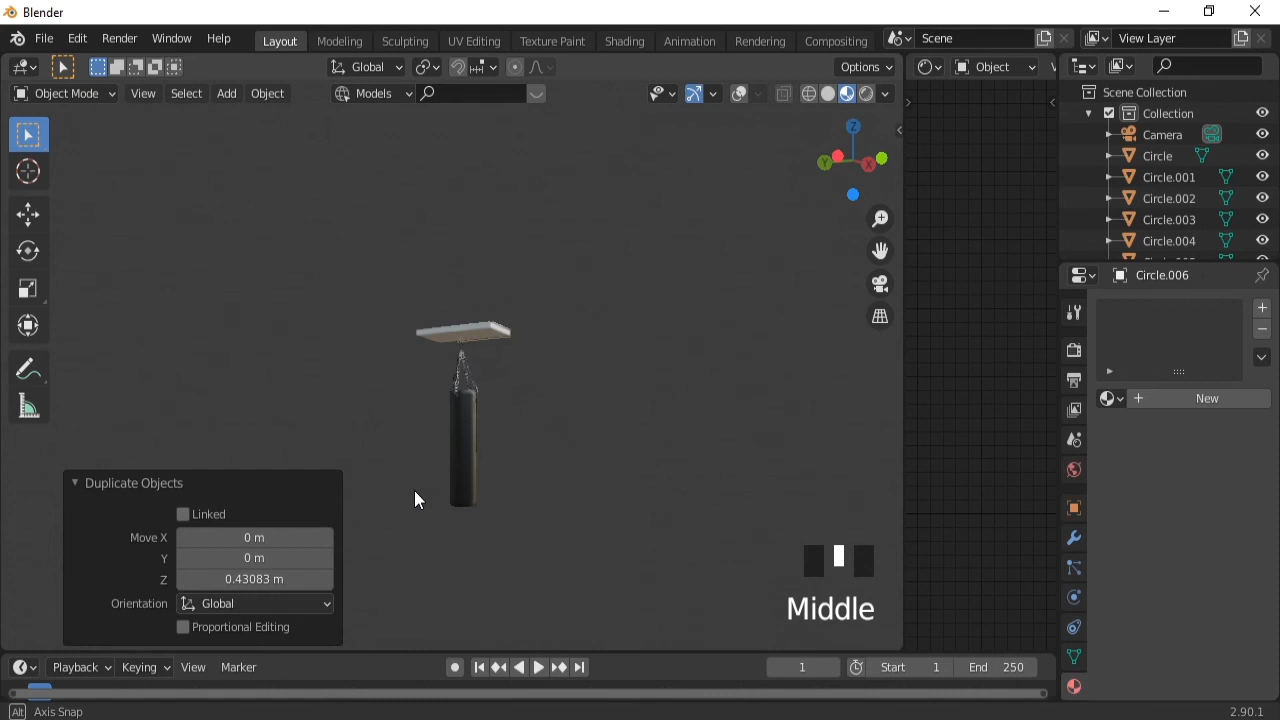 Blender
File Edit Render Window Help
Layout Modeling Sculpting UV Editing Texture Paint Shading Animation Rendering Compositing
Scene
View Layer
Global
Options
Object
Object Mode
View Select Add Object
Models
Scene Collection
Collection
Camera
Circle
Circle.001
Circle.002
Circle.003
Circle.004
Circle.006
New
Z
Y
X
Duplicate Objects
Linked
Move X 0 m
Y 0 m
Z 0.43083 m
Orientation Global
Proportional Editing
Middle
Playback Keying View Marker
1
Start 1
End 250
Alt Axis Snap
2.90.1